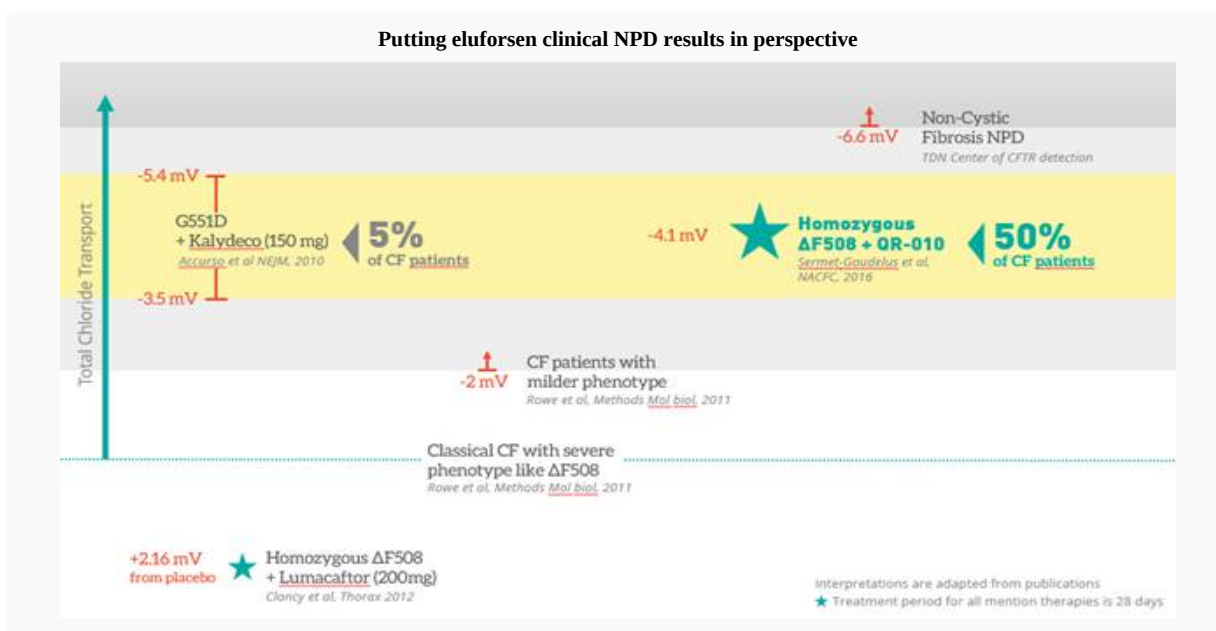 Putting eluforsen clinical NPD results in perspective
Total Chloride Transport
-6.6 mV
Non-Cystic
Fibrosis NPD
TDN Center of CFTR detection
-5.4 mV
G551D
+ Kalydeco (150 mg)
Accurso et al NEJM, 2010
-3.5 mV
5%
of CF patients
-4.1 mV
Homozygous
ΔF508 + QR-010
Sermet-Gaudelus et al,
NACFC, 2016
50%
of CF patients
-2 mV
CF patients with
milder phenotype
Rowe et al, Methods Mol biol, 2011
Classical CF with severe
phenotype like ΔF508
Rowe et al, Methods Mol biol, 2011
+2.16 mV
from placebo
Homozygous ΔF508
+ Lumacaftor (200mg)
Clancy et al, Thorax 2012
Interpretations are adapted from publications
★ Treatment period for all mention therapies is 28 days